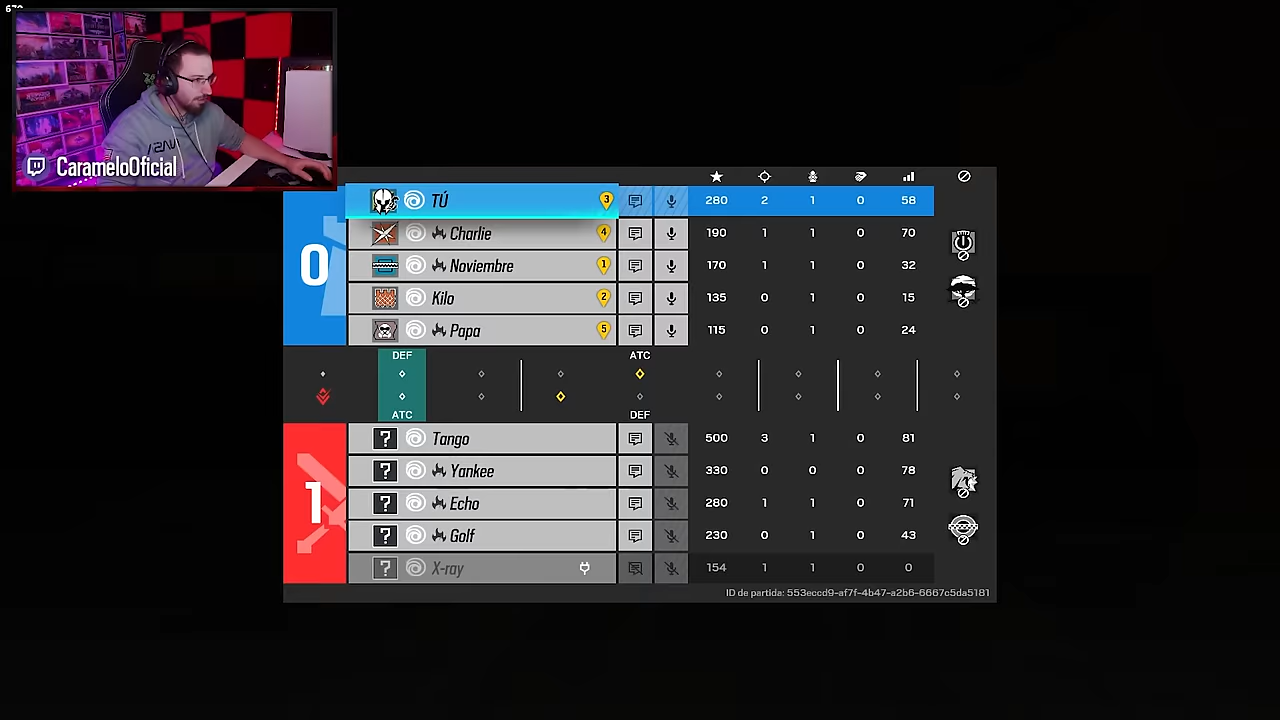 CarameloOficial
TÚ 3 280 2 1 0 58
Charlie 4 190 1 1 0 70
0
Noviembre 1 170 1 1 0 32
Kilo 2 135 0 1 0 15
Papa 5 115 0 1 0 24
DEF ATC
ATC DEF
Tango 500 3 1 0 81
? Yankee 330 0 0 0 78
1
? Echo 280 1 1 0 71
? Golf 230 0 1 0 43
? X-ray 154 1 1 0 0
ID de partida: 553eccd9-af7f-4b47-a2b6-6667c5da5181